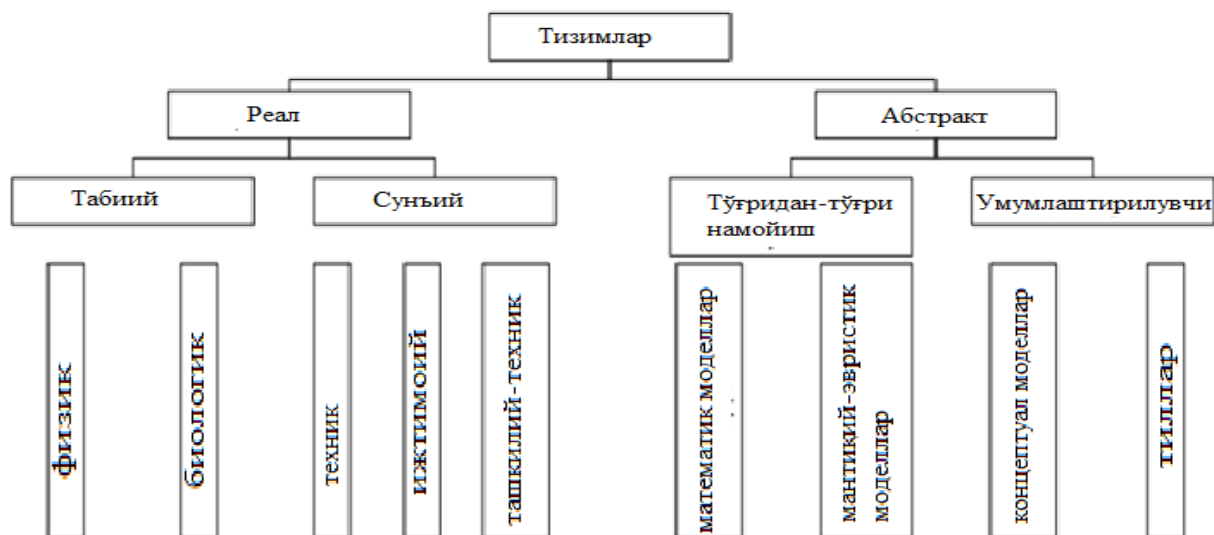 Тизимлар
Реал
Абстракт
Табиий
Сунъий
Тўғридан-тўғри
намойиш
Умумлаштирилувчи
физик
биологик
техник
ижтимоий
ташкилий-техник
математик моделлар
мантиқий-эвристик
моделлар
концептуал моделлар
тиллар